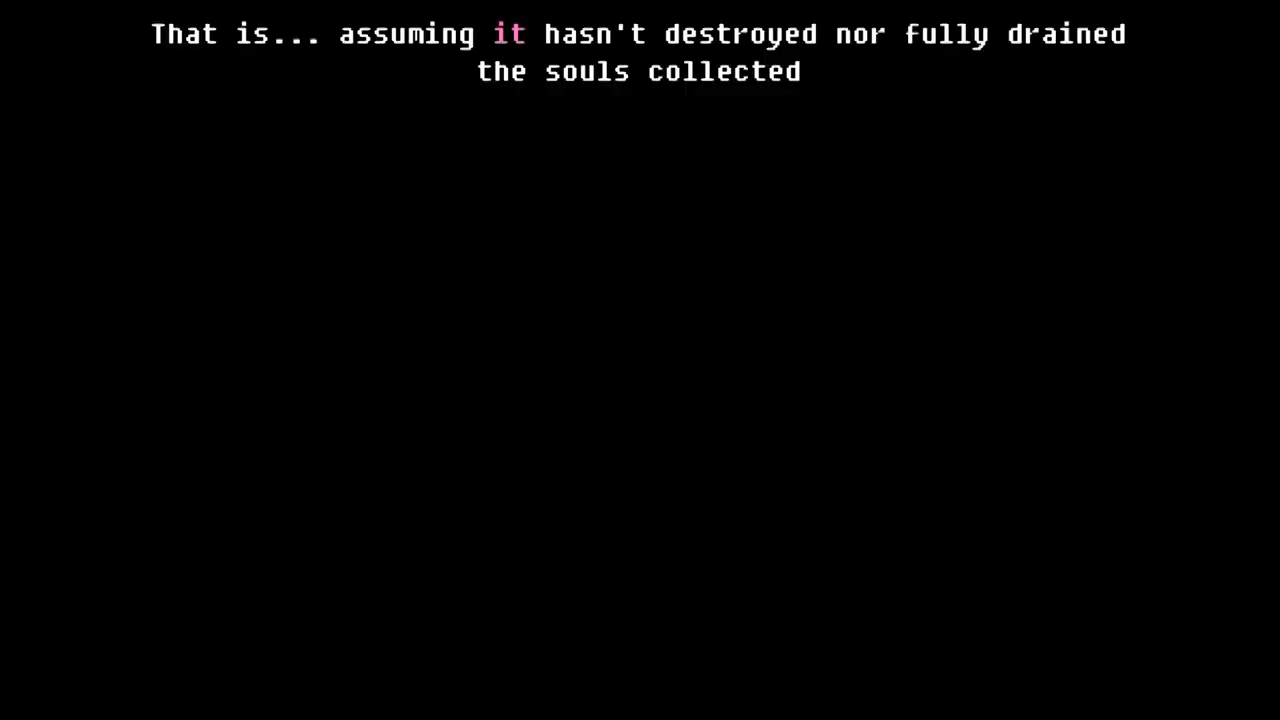 That is... assuming it hasn't destroyed nor fully drained
the souls collected